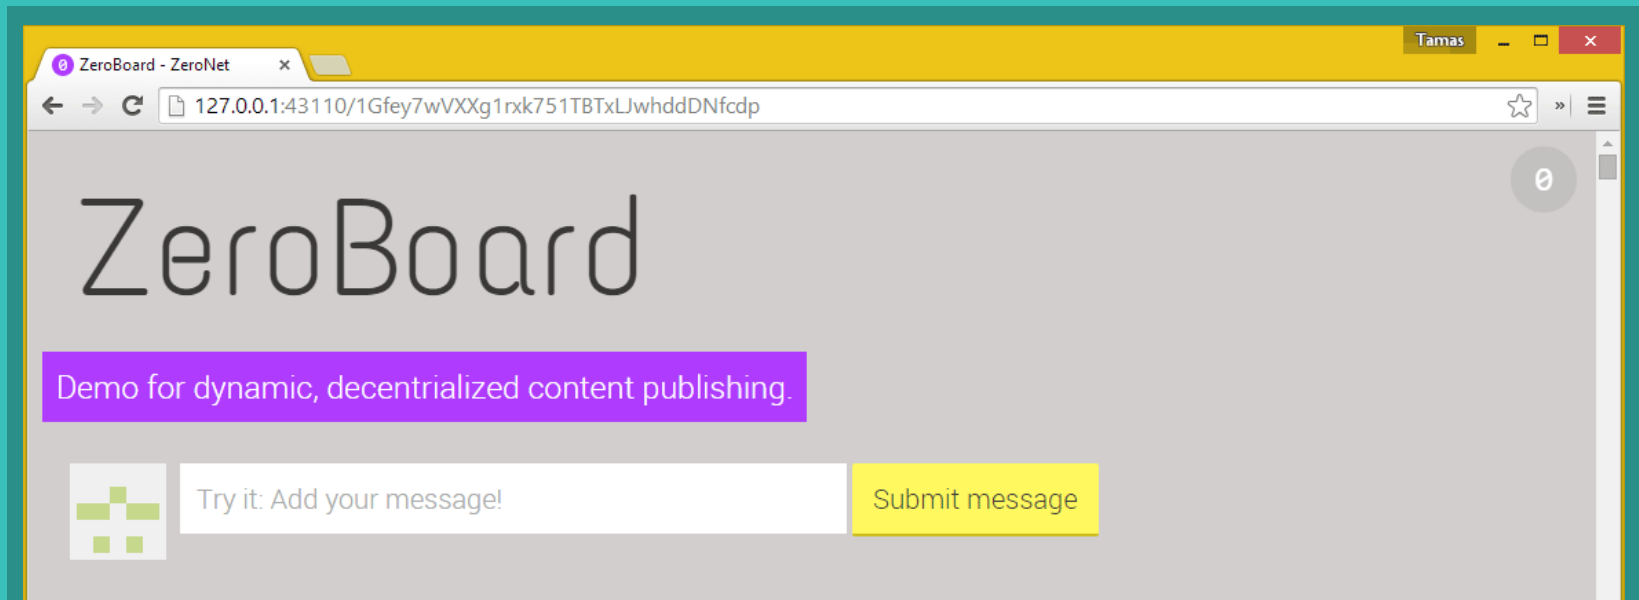 Tamas
0 ZeroBoard - ZeroNet
127.0.0.1:43110/1Gfey7wVXXg1rxk751TBTxLJwhddDNfcdp
0
ZeroBoard
Demo for dynamic, decentrialized content publishing.
Try it: Add your message!
Submit message